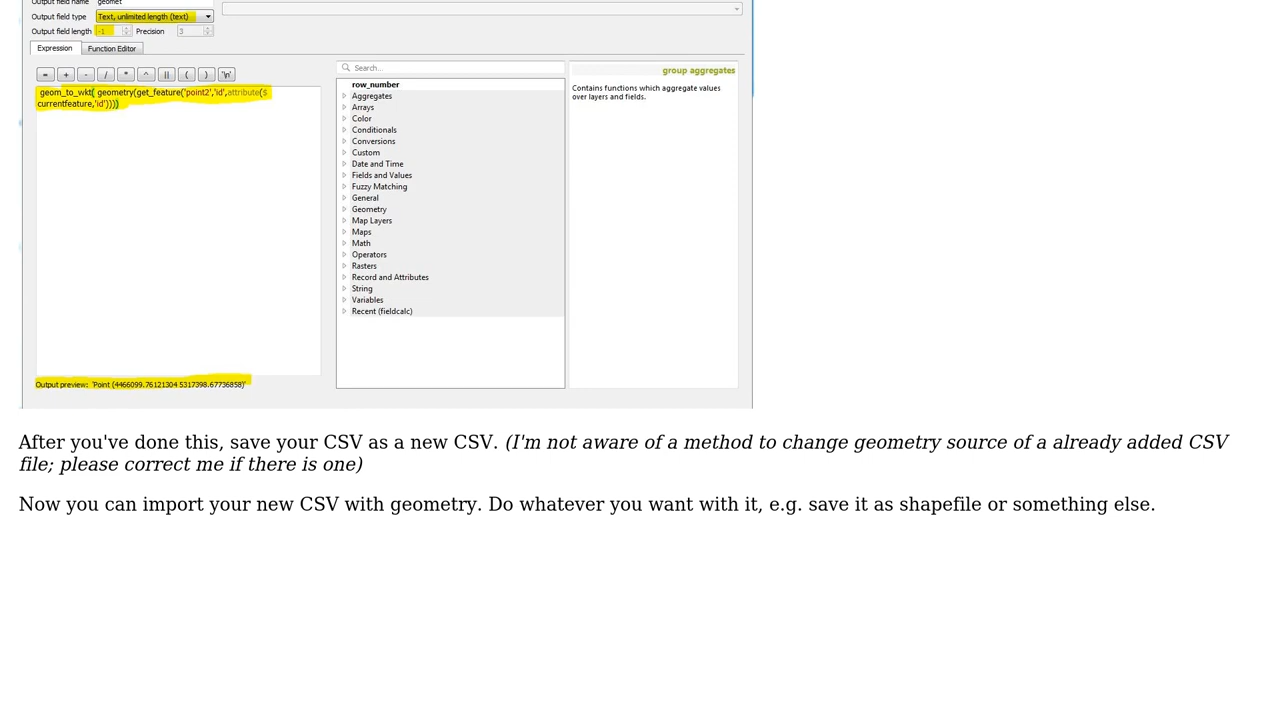 Output field name geomet
Output field type Text, unlimited length (text)
Output field length -1 Precision 3
Expression Function Editor
= + - / * ^ || ( ) '\n'
geom_to_wkt( geometry(get_feature('point2','id',attribute($
currentfeature,'id'))))
Output preview: 'Point (4466099.76121304 5317398.67736858)'
Search...
row_number
Aggregates
Arrays
Color
Conditionals
Conversions
Custom
Date and Time
Fields and Values
Fuzzy Matching
General
Geometry
Map Layers
Maps
Math
Operators
Rasters
Record and Attributes
String
Variables
Recent (fieldcalc)
group aggregates
Contains functions which aggregate values
over layers and fields.
After you've done this, save your CSV as a new CSV. (I'm not aware of a method to change geometry source of a already added CSV
file; please correct me if there is one)
Now you can import your new CSV with geometry. Do whatever you want with it, e.g. save it as shapefile or something else.